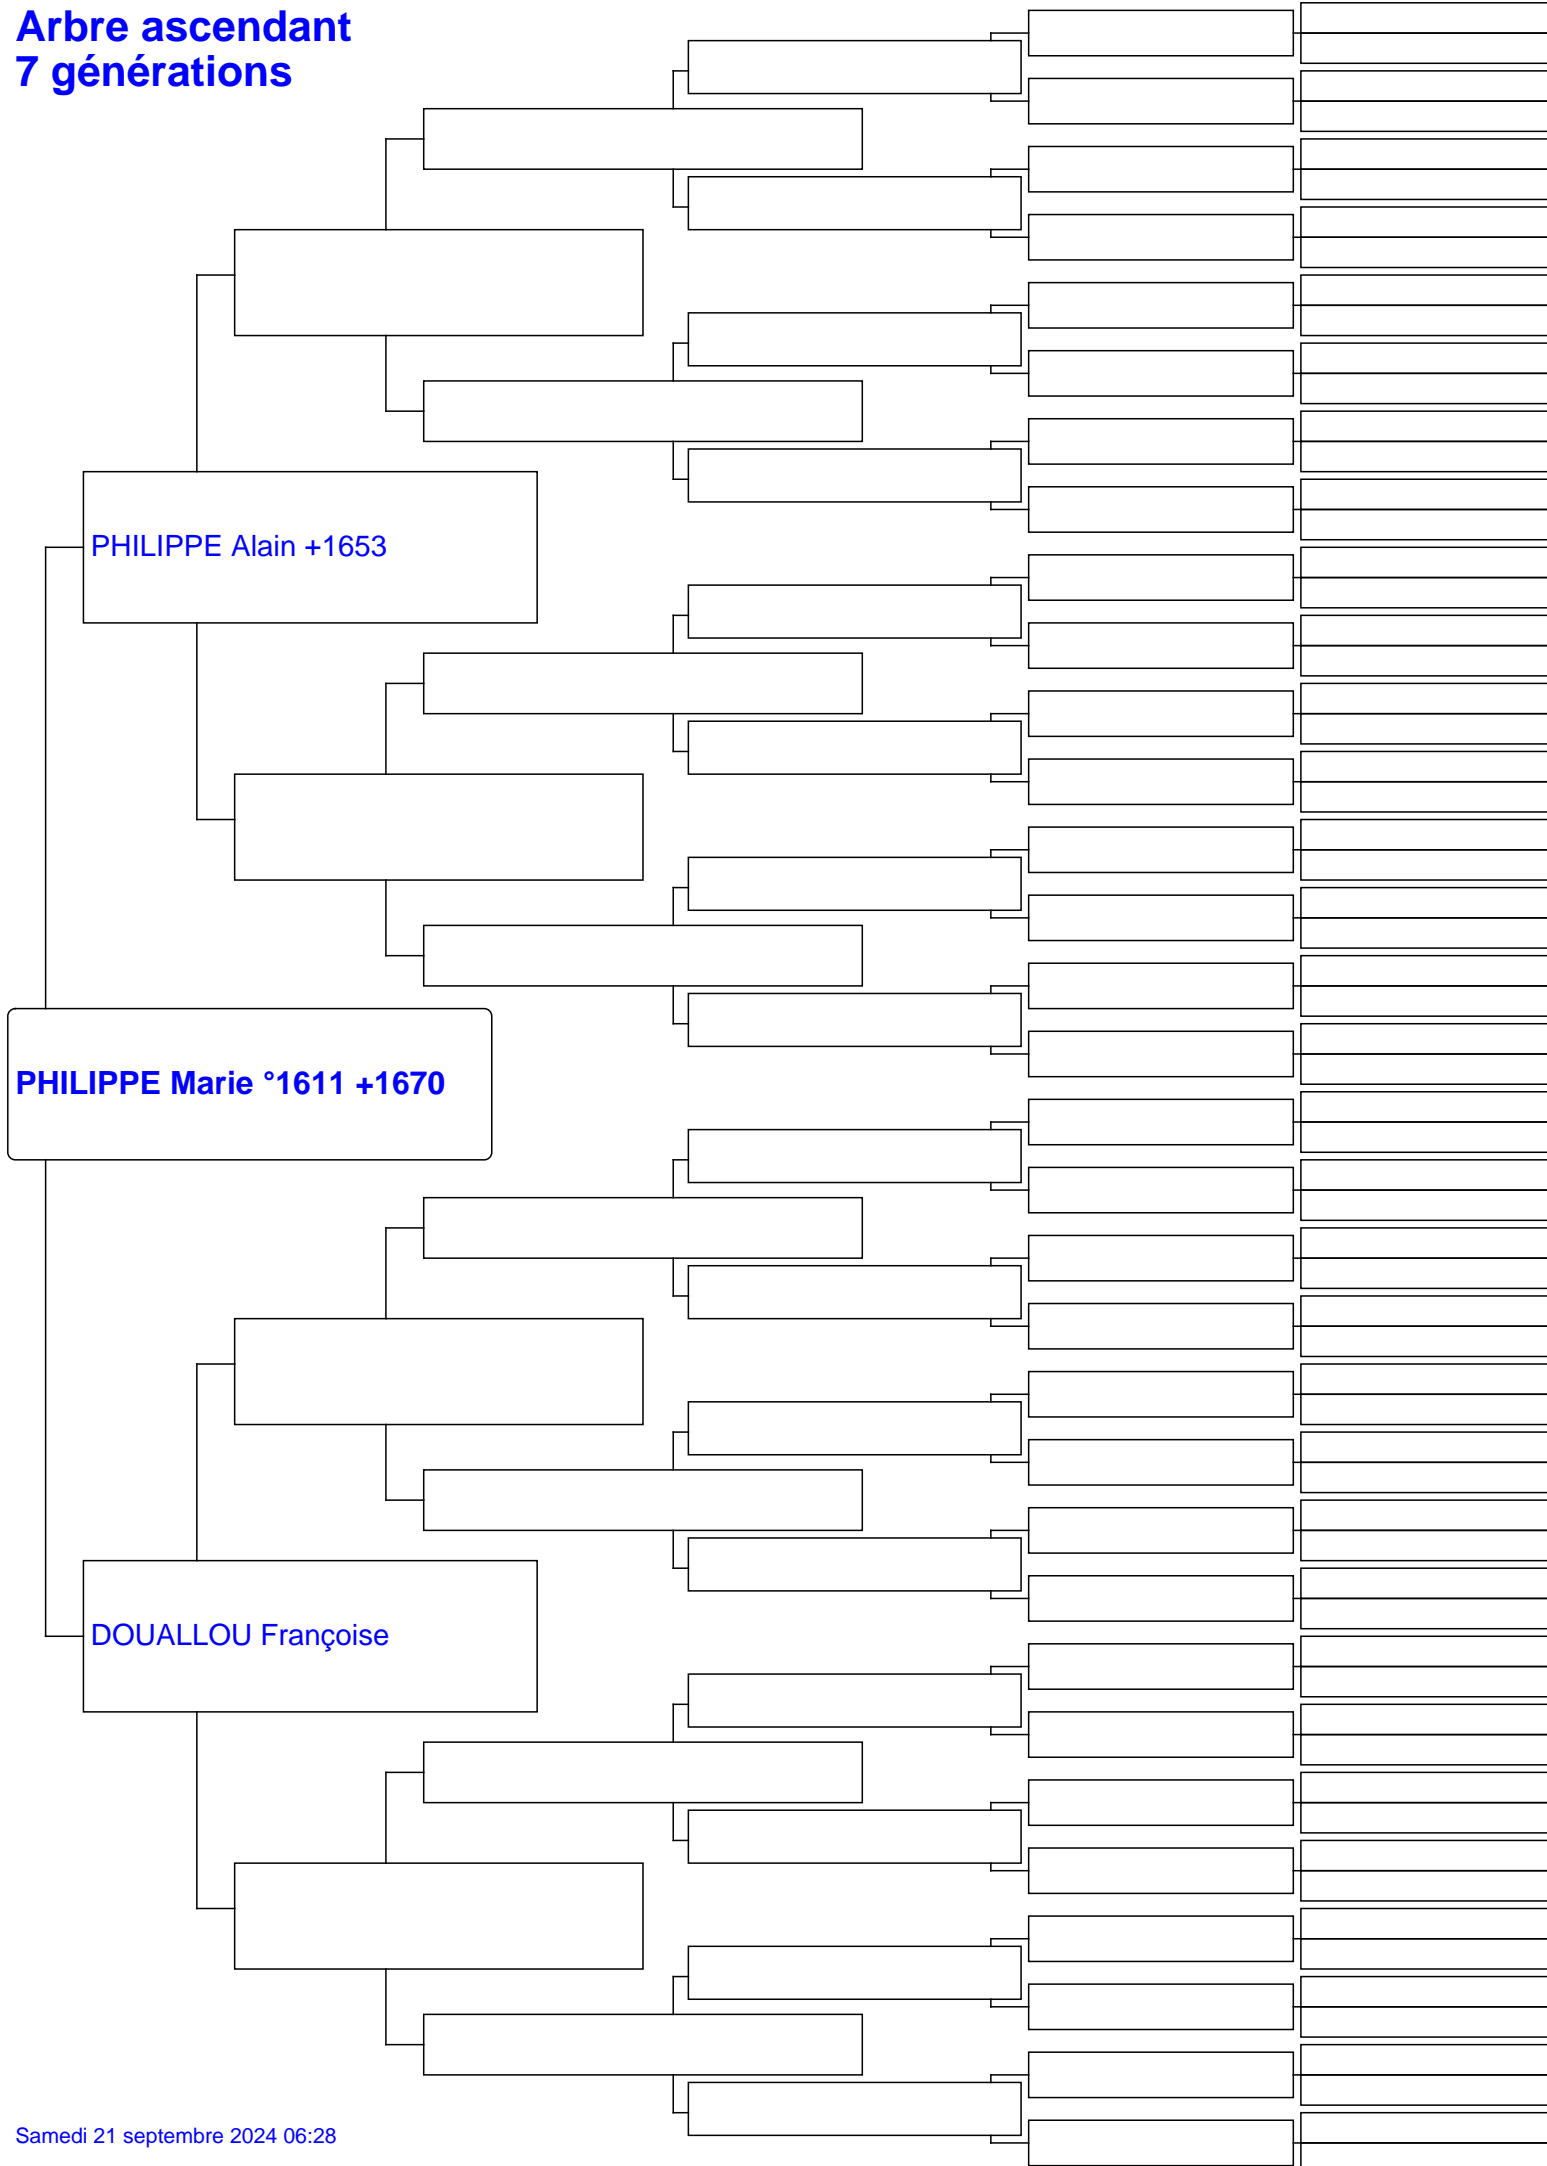 Arbre ascendant
7 générations
PHILIPPE Alain +1653
PHILIPPE Marie °1611 +1670
DOUALLOU Françoise
Samedi 21 septembre 2024 06:28